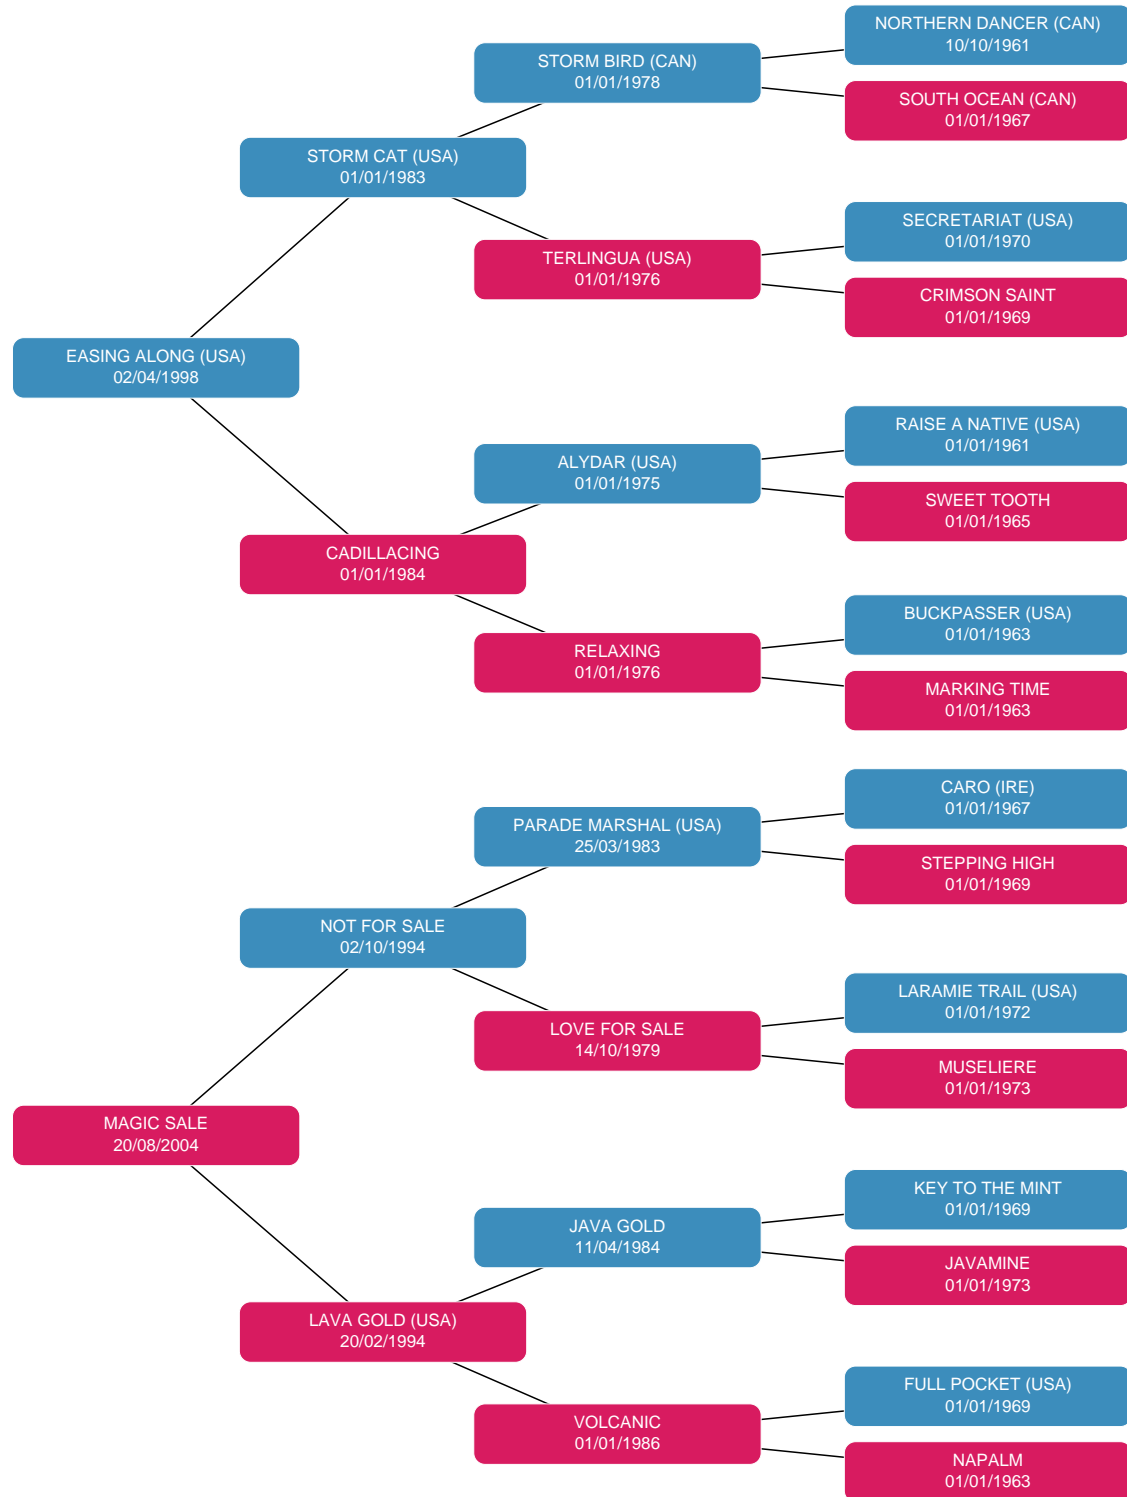 NORTHERN DANCER (CAN)
10/10/1961
STORM BIRD (CAN)
01/01/1978
SOUTH OCEAN (CAN)
01/01/1967
STORM CAT (USA)
01/01/1983
SECRETARIAT (USA)
01/01/1970
TERLINGUA (USA)
01/01/1976
CRIMSON SAINT
01/01/1969
EASING ALONG (USA)
02/04/1998
RAISE A NATIVE (USA)
01/01/1961
ALYDAR (USA)
01/01/1975
SWEET TOOTH
01/01/1965
CADILLACING
01/01/1984
BUCKPASSER (USA)
01/01/1963
RELAXING
01/01/1976
MARKING TIME
01/01/1963
CARO (IRE)
01/01/1967
PARADE MARSHAL (USA)
25/03/1983
STEPPING HIGH
01/01/1969
NOT FOR SALE
02/10/1994
LARAMIE TRAIL (USA)
01/01/1972
LOVE FOR SALE
14/10/1979
MUSELIERE
01/01/1973
MAGIC SALE
20/08/2004
KEY TO THE MINT
01/01/1969
JAVA GOLD
11/04/1984
JAVAMINE
01/01/1973
LAVA GOLD (USA)
20/02/1994
FULL POCKET (USA)
01/01/1969
VOLCANIC
01/01/1986
NAPALM
01/01/1963